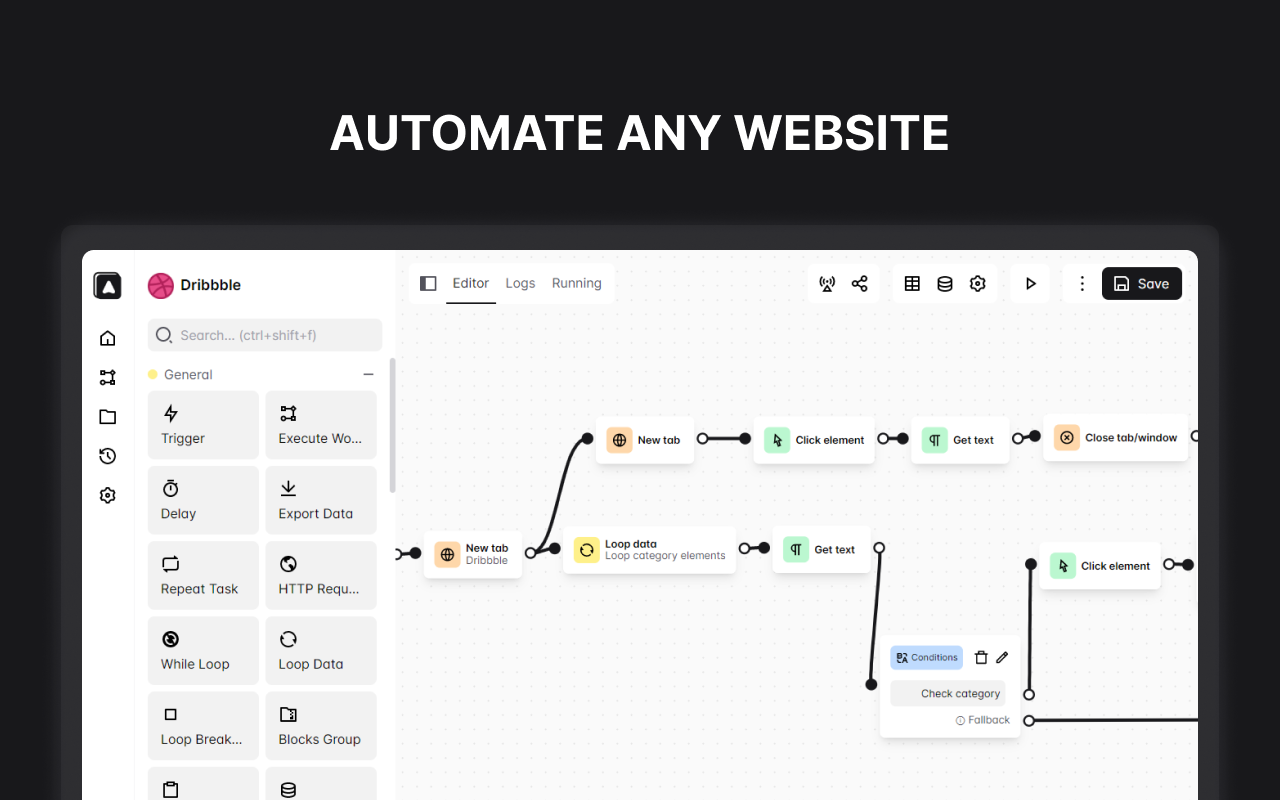 AUTOMATE ANY WEBSITE
Dribbble
Editor Logs Running
Save
Search... (ctrl+shift+f)
General
Trigger
Execute Wo...
Delay
Export Data
Repeat Task
HTTP Requ...
While Loop
Loop Data
Loop Break...
Blocks Group
New tab
Click element
Get text
Close tab/window
New tab
Dribbble
Loop data
Loop category elements
Get text
Click element
Conditions
Check category
Fallback